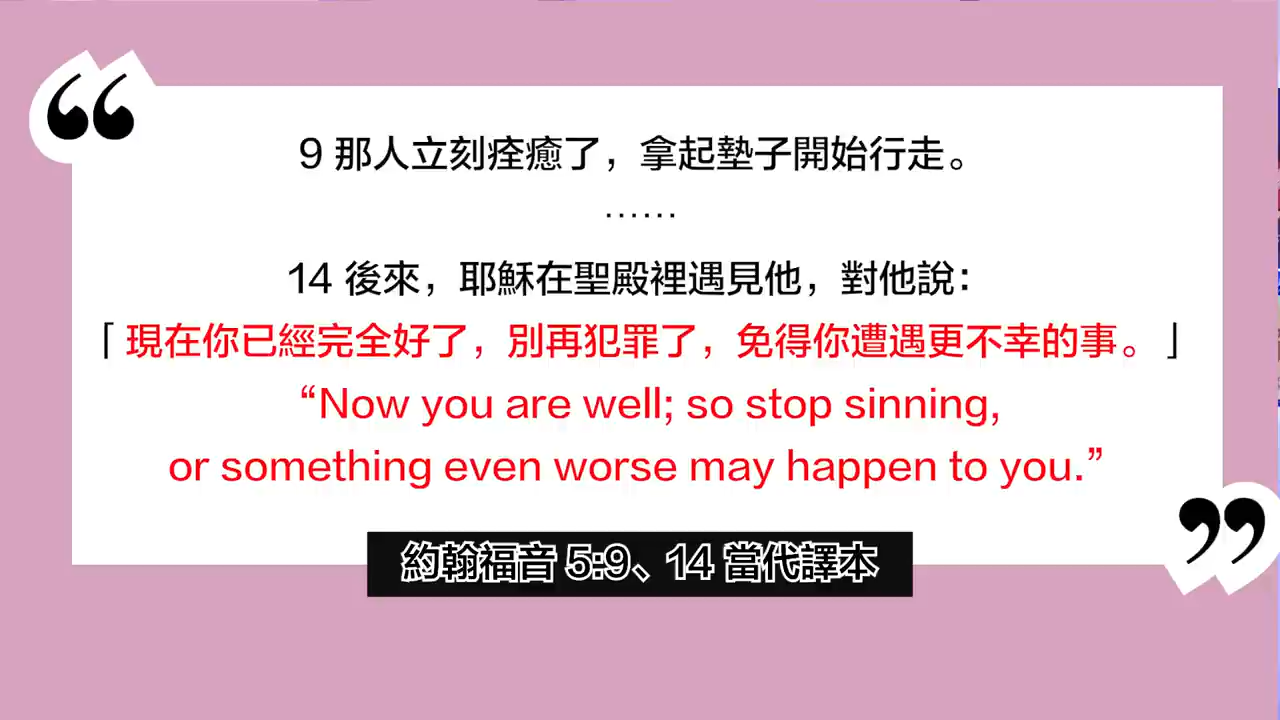 9 那人立刻痊癒了，拿起墊子開始行走。
……
14 後來，耶穌在聖殿裡遇見他，對他說：
「現在你已經完全好了，別再犯罪了，免得你遭遇更不幸的事。」
“Now you are well; so stop sinning,
or something even worse may happen to you.”
約翰福音 5:9、14 當代譯本